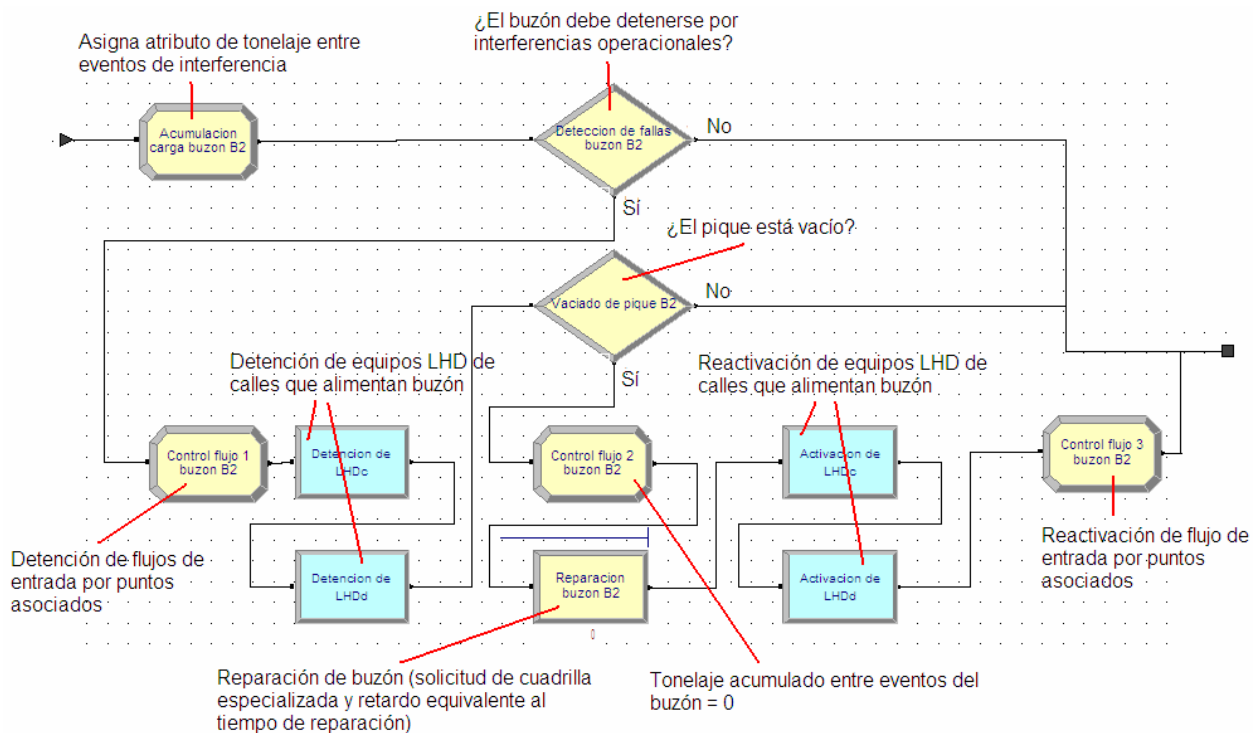 ¿El buzón debe detenerse por
interferencias operacionales?
Asigna atributo de tonelaje entre
eventos de interferencia
Acumulacion
carga buzon B2
Deteccion de fallas
buzon B2
No
Sí
¿El pique está vacío?
Vaciado de pique B2
No
Sí
Detención de equipos LHD de
calles que alimentan buzón
Reactivación de equipos LHD de
calles que alimentan buzón
Control flujo 1
buzon B2
Detencion de
LHDc
Control flujo 2
buzon B2
Activacion de
LHDc
Control flujo 3
buzon B2
Detención de flujos de
entrada por puntos
asociados
Detencion de
LHDd
Reparacion
buzon B2
0
Activacion de
LHDd
Reactivación de flujo de
entrada por puntos
asociados
Reparación de buzón (solicitud de cuadrilla
especializada y retardo equivalente al
tiempo de reparación)
Tonelaje acumulado entre eventos del
buzón = 0